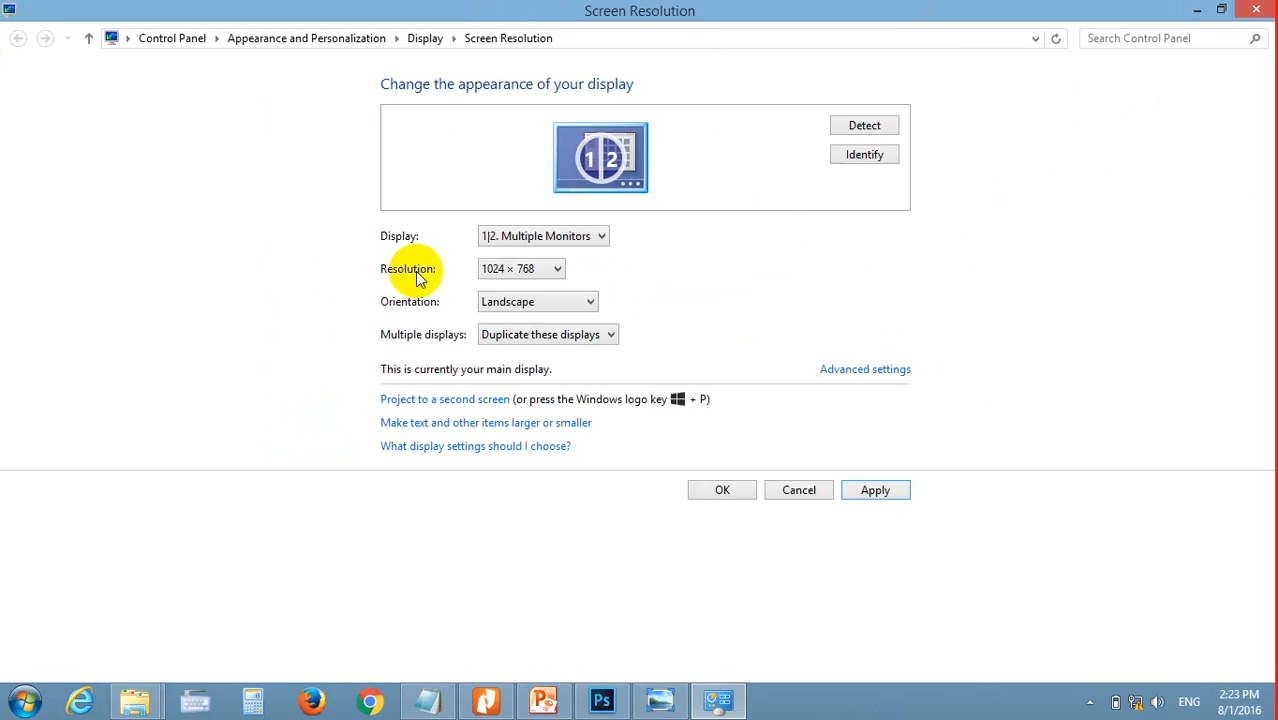 Screen Resolution
Control Panel Appearance and Personalization Display Screen Resolution
Search Control Panel
Change the appearance of your display
1 2
Detect
Identify
Display: 1|2. Multiple Monitors
Resolution: 1024 × 768
Orientation: Landscape
Multiple displays: Duplicate these displays
This is currently your main display. Advanced settings
Project to a second screen (or press the Windows logo key + P)
Make text and other items larger or smaller
What display settings should I choose?
OK Cancel Apply
Ps
ENG
2:23 PM
8/1/2016